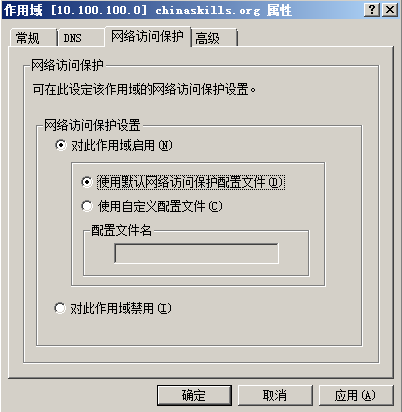 作用域 [10.100.100.0] chinaskills.org 属性
常规 DNS 网络访问保护 高级
网络访问保护
可在此设定该作用域的网络访问保护设置。
网络访问保护设置
对此作用域启用(N)
使用默认网络访问保护配置文件(D)
使用自定义配置文件(C)
配置文件名
对此作用域禁用(I)
确定 取消 应用(A)